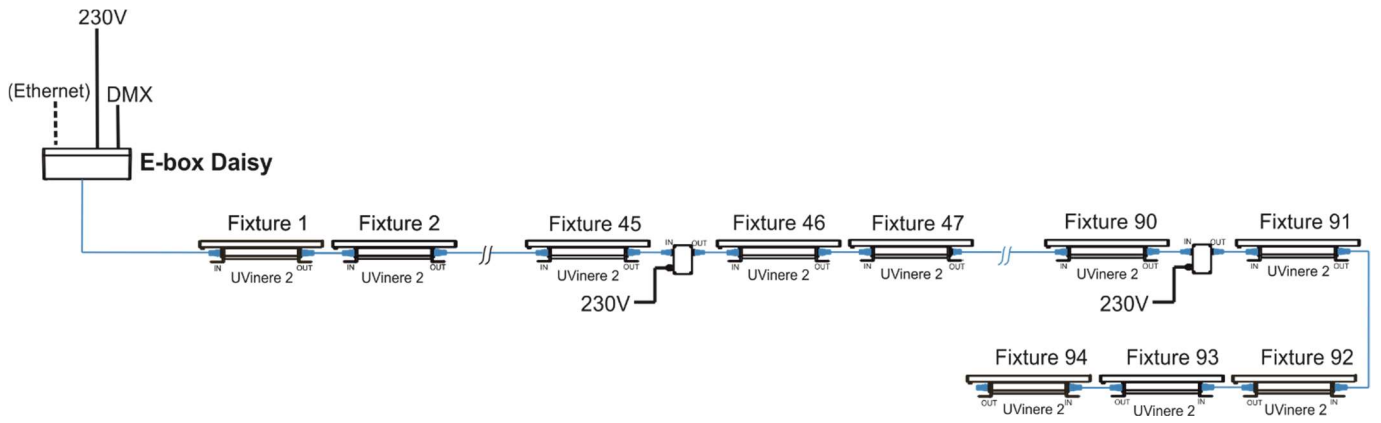 230V
(Ethernet)
DMX
E-box Daisy
Fixture 1
Fixture 2
Fixture 45
Fixture 46
Fixture 47
Fixture 90
Fixture 91
IN
OUT
UVinere 2
IN
OUT
UVinere 2
IN
OUT
UVinere 2
IN
OUT
230V
IN
OUT
UVinere 2
IN
OUT
UVinere 2
IN
OUT
UVinere 2
IN
OUT
230V
IN
OUT
UVinere 2
Fixture 94
Fixture 93
Fixture 92
OUT
UVinere 2
IN
OUT
UVinere 2
IN
OUT
UVinere 2
IN